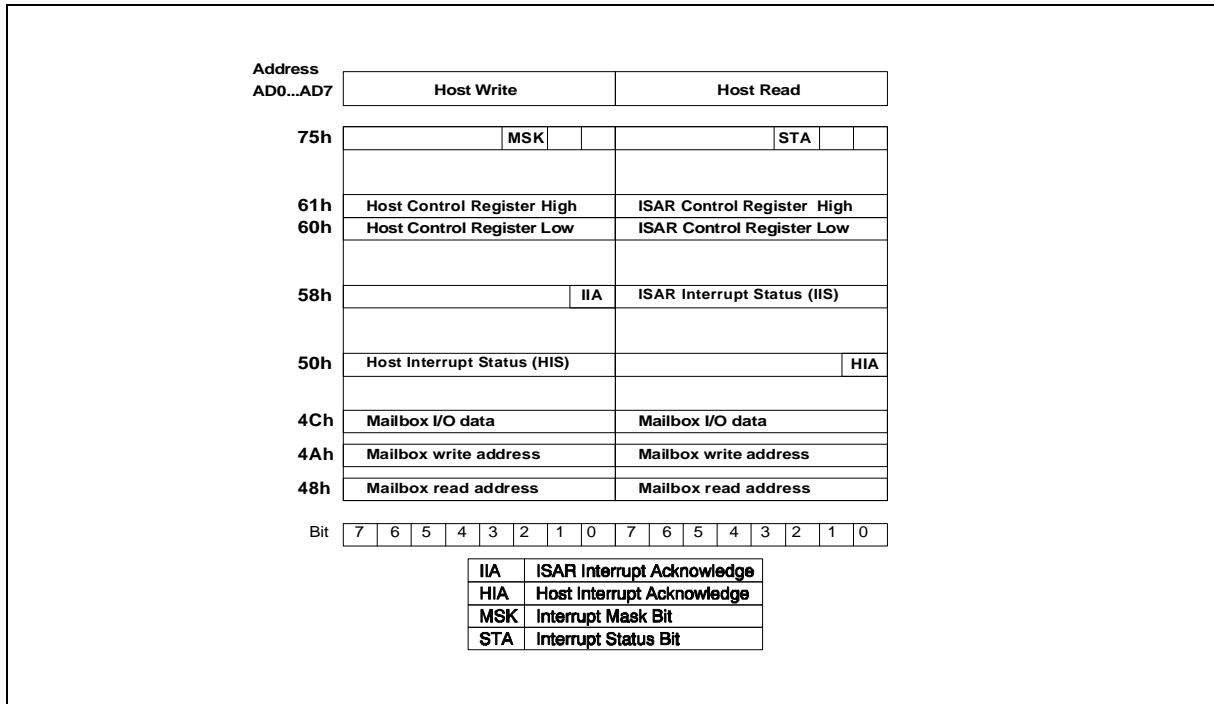 Address
AD0...AD7 Host Write Host Read
75h MSK STA
61h Host Control Register High ISAR Control Register High
60h Host Control Register Low ISAR Control Register Low
58h IIA ISAR Interrupt Status (IIS)
50h Host Interrupt Status (HIS) HIA
4Ch Mailbox I/O data Mailbox I/O data
4Ah Mailbox write address Mailbox write address
48h Mailbox read address Mailbox read address
Bit 7 6 5 4 3 2 1 0 7 6 5 4 3 2 1 0
IIA ISAR Interrupt Acknowledge
HIA Host Interrupt Acknowledge
MSK Interrupt Mask Bit
STA Interrupt Status Bit